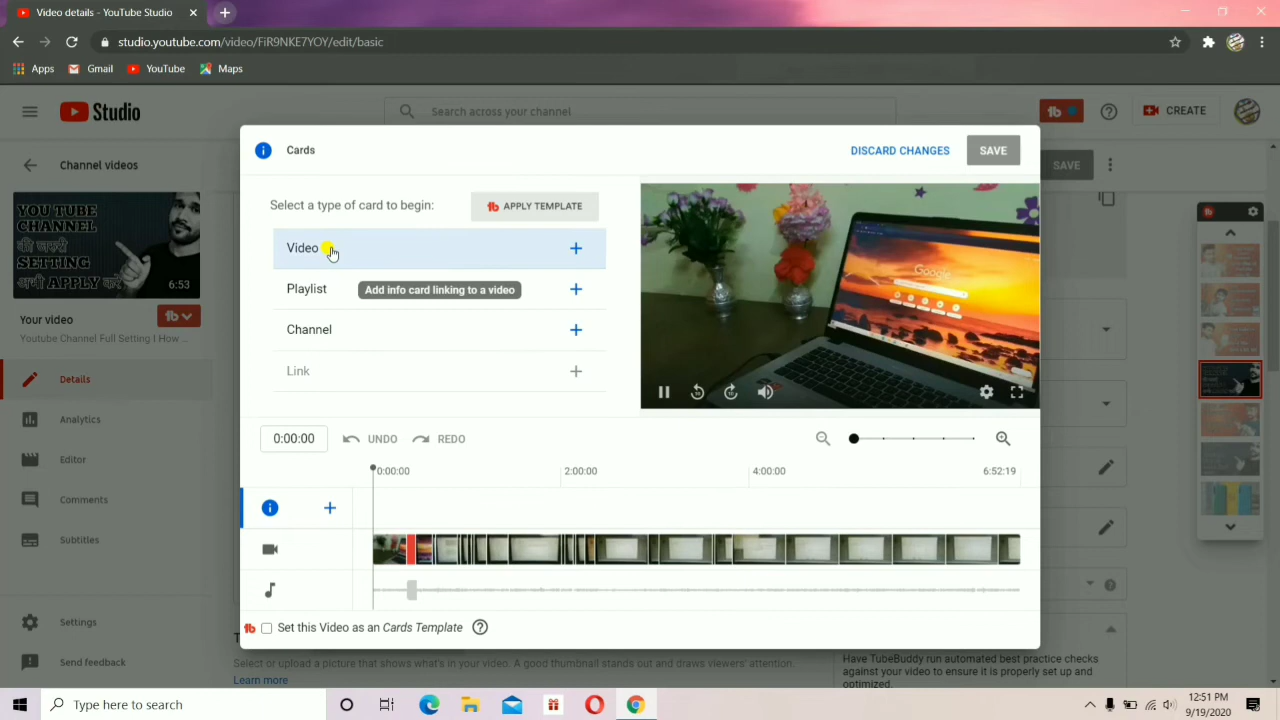 Video details - YouTube Studio
studio.youtube.com/video/FiR9NKE7YOY/edit/basic
Apps Gmail YouTube Maps
Studio
Search across your channel
CREATE
Channel videos
SAVE
YOU TUBE
CHANNEL
की जरुरी
SETTING
अभी APPLY करें
6:53
Your video
Youtube Channel Full Setting I How ...
Details
Analytics
Editor
Comments
Subtitles
Settings
Send feedback
Cards
DISCARD CHANGES
SAVE
Select a type of card to begin:
APPLY TEMPLATE
Video
Playlist
Add info card linking to a video
Channel
Link
Google
0:00:00
UNDO
REDO
0:00:00 2:00:00 4:00:00 6:52:19
Set this Video as an Cards Template
Select or upload a picture that shows what's in your video. A good thumbnail stands out and draws viewers' attention.
Learn more
Have TubeBuddy run automated best practice checks
against your video to ensure it is properly set up and
optimized.
Type here to search
12:51 PM
9/19/2020